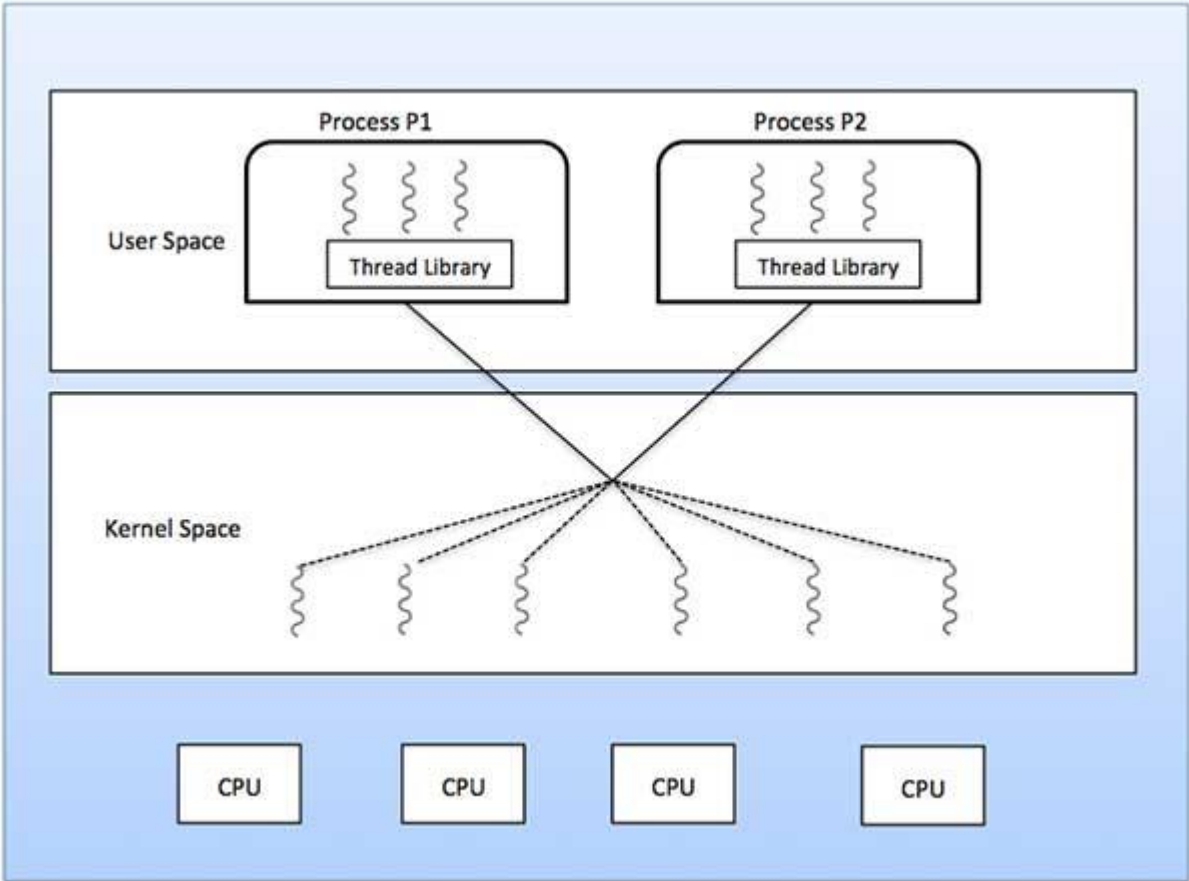 Process P1
Process P2
User Space
Thread Library
Thread Library
Kernel Space
CPU
CPU
CPU
CPU